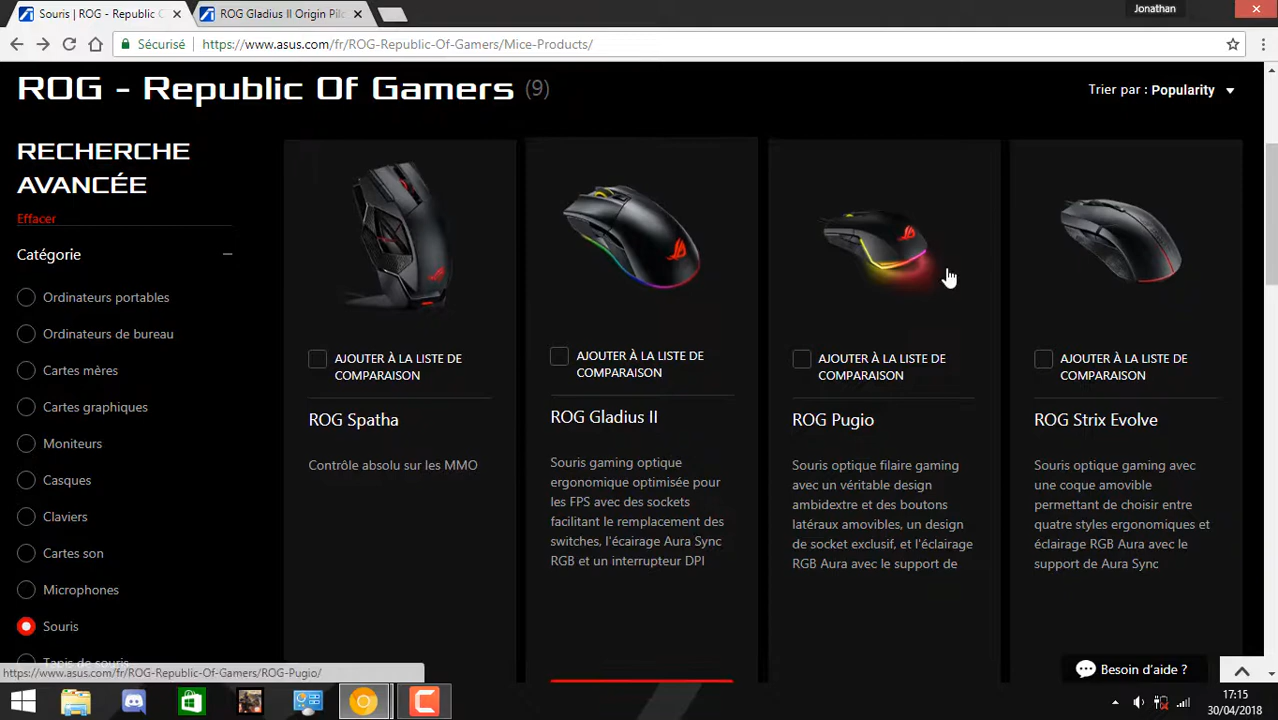 Jonathan
Souris | ROG - Republic O
ROG Gladius II Origin Pi
Sécurisé
https://www.asus.com/fr/ROG-Republic-Of-Gamers/Mice-Products/
ROG - Republic Of Gamers (9)
Trier par : Popularity
RECHERCHE
AVANCÉE
Effacer
Catégorie
Ordinateurs portables
Ordinateurs de bureau
Cartes mères
Cartes graphiques
Moniteurs
Casques
Claviers
Cartes son
Microphones
Souris
Tapis de souris
AJOUTER À LA LISTE DE
COMPARAISON
ROG Spatha
Contrôle absolu sur les MMO
AJOUTER À LA LISTE DE
COMPARAISON
ROG Gladius II
Souris gaming optique
ergonomique optimisée pour
les FPS avec des sockets
facilitant le remplacement des
switches, l'écairage Aura Sync
RGB et un interrupteur DPI
AJOUTER À LA LISTE DE
COMPARAISON
ROG Pugio
Souris optique filaire gaming
avec un véritable design
ambidextre et des boutons
latéraux amovibles, un design
de socket exclusif, et l'éclairage
RGB Aura avec le support de
AJOUTER À LA LISTE DE
COMPARAISON
ROG Strix Evolve
Souris optique gaming avec
une coque amovible
permettant de choisir entre
quatre styles ergonomiques et
éclairage RGB Aura avec le
support de Aura Sync
https://www.asus.com/fr/ROG-Republic-Of-Gamers/ROG-Pugio/
Besoin d'aide ?
17:15
30/04/2018